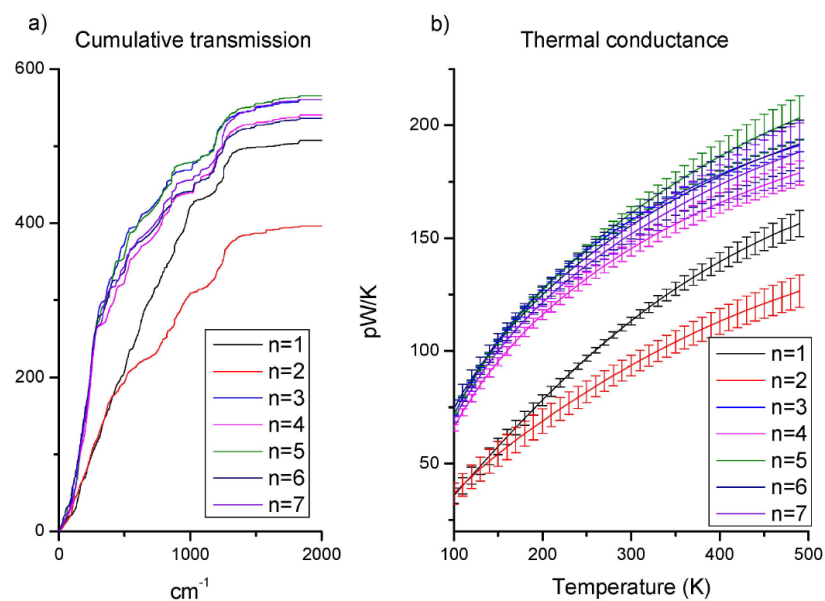 a)
Cumulative transmission
600
400
200
0
0
1000
2000
cm⁻¹
n=1
n=2
n=3
n=4
n=5
n=6
n=7
b)
Thermal conductance
pW/K
200
150
100
50
100
200
300
400
500
Temperature (K)
n=1
n=2
n=3
n=4
n=5
n=6
n=7